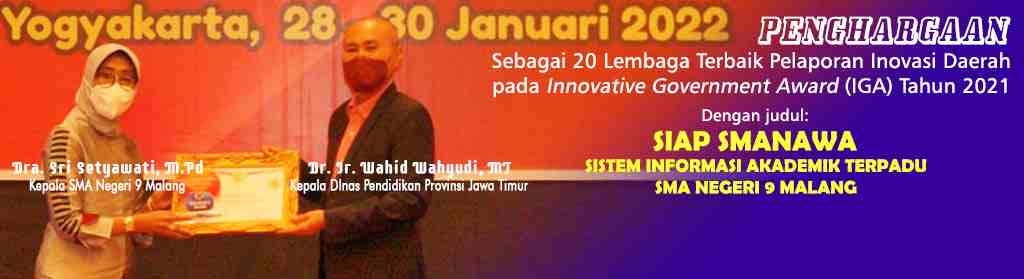 Yogyakarta, 28 - 30 Januari 2022
PENGHARGAAN
Sebagai 20 Lembaga Terbaik Pelaporan Inovasi Daerah
pada Innovative Government Award (IGA) Tahun 2021
Dengan judul:
SIAP SMANAWA
SISTEM INFORMASI AKADEMIK TERPADU
SMA NEGERI 9 MALANG
Dra. Sri Setyawati, M.Pd
Kepala SMA Negeri 9 Malang
Dr. Ir. Wahid Wahyudi, MT
Kepala DInas Pendidikan Provinsi Jawa Timur